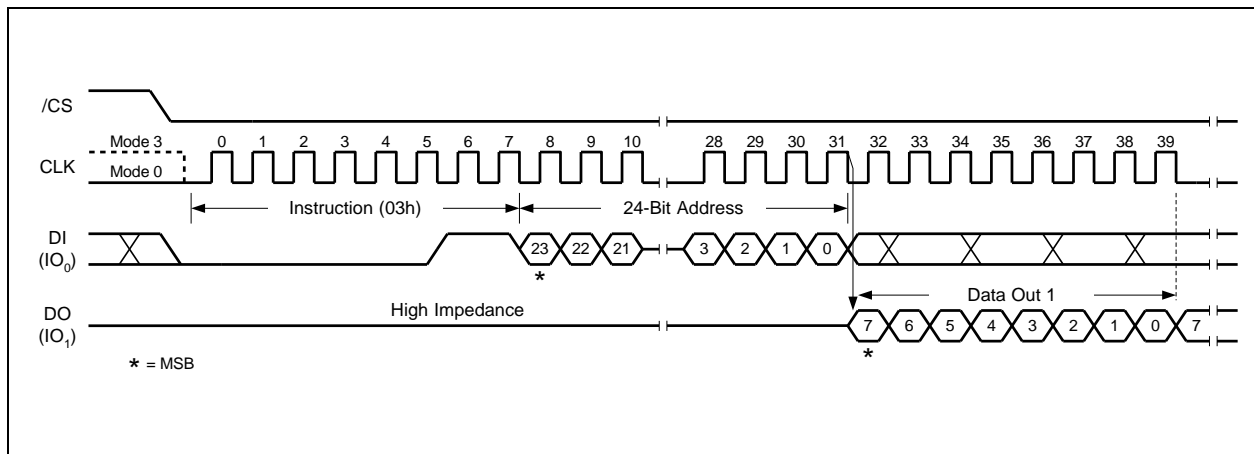 /CS
Mode 3 0 1 2 3 4 5 6 7 8 9 10 28 29 30 31 32 33 34 35 36 37 38 39
CLK Mode 0
Instruction (03h) 24-Bit Address
DI
(IO0) 23 22 21 3 2 1 0
*
Data Out 1
High Impedance
DO
(IO1) 7 6 5 4 3 2 1 0 7
*
* = MSB